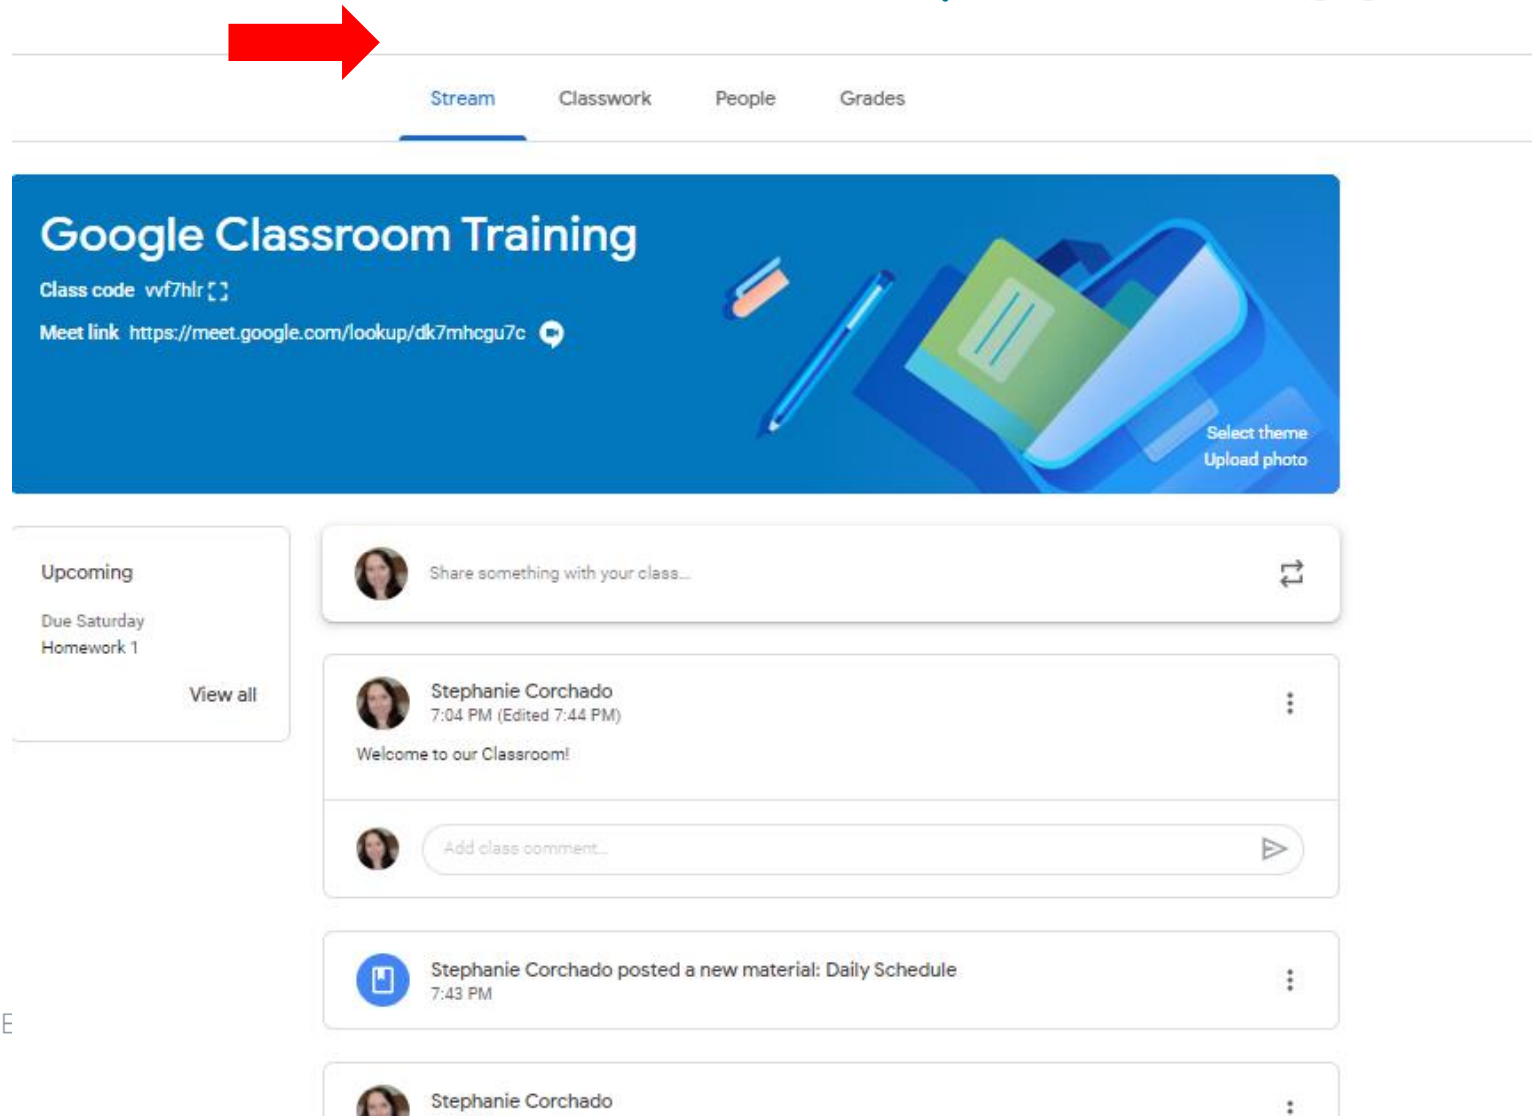 Stream Classwork People Grades
Google Classroom Training
Class code vvf7hlr
Meet link https://meet.google.com/lookup/dk7mhcgu7c
Select theme
Upload photo
Upcoming
Due Saturday
Homework 1
View all
Share something with your class...
Stephanie Corchado
7:04 PM (Edited 7:44 PM)
Welcome to our Classroom!
Add class comment...
Stephanie Corchado posted a new material: Daily Schedule
7:43 PM
E
Stephanie Corchado